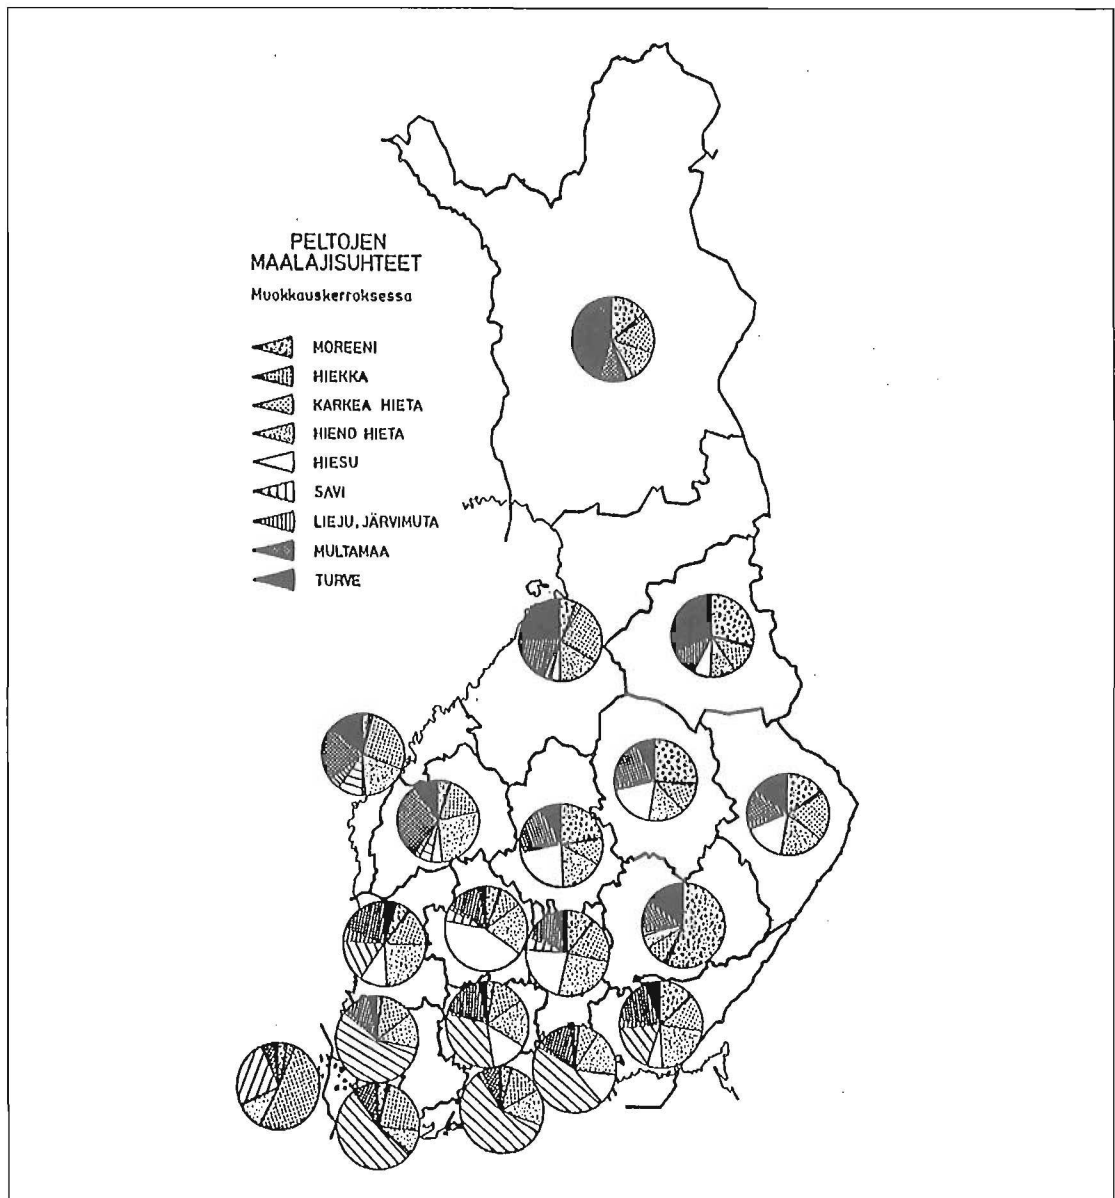 PELTOJEN
MAALAJISUHTEET
Muokkauskerroksessa
MOREENI
HIEKKA
KARKEA HIETA
HIENO HIETA
HIESU
SAVI
LIEJU, JÄRVIMUTA
MULTAMAA
TURVE